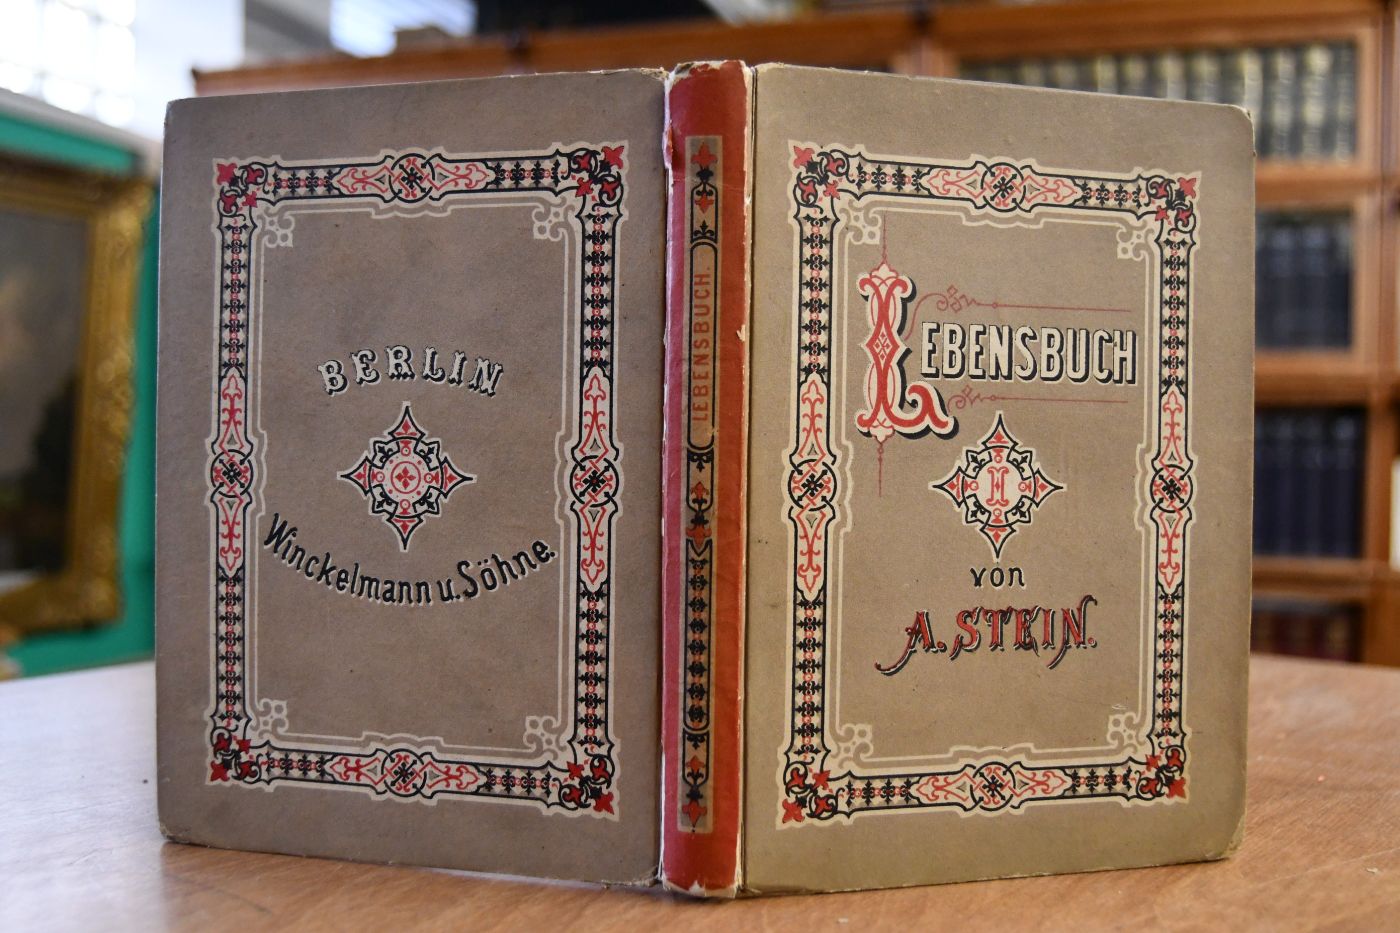 BERLIN
Winckelmann u. Söhne.
LEBENSBUCH.
LEBENSBUCH
I
von
A. STEIN.